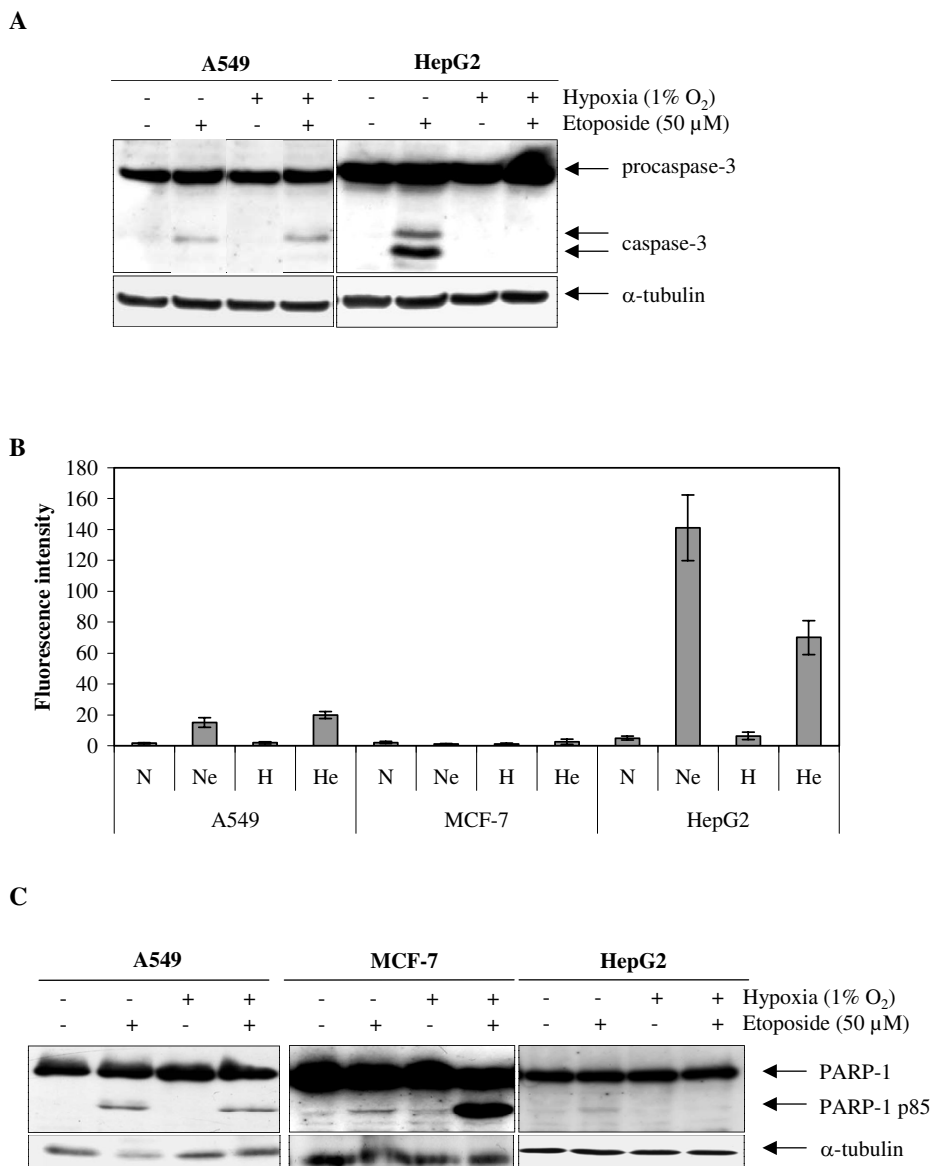 A
A549 HepG2
- - + + - - + + Hypoxia (1% O₂)
- + - + - + - + Etoposide (50 µM)
procaspase-3
caspase-3
α-tubulin
B
Fluorescence intensity
180
160
140
120
100
80
60
40
20
0
N Ne H He N Ne H He N Ne H He
A549 MCF-7 HepG2
C
A549 MCF-7 HepG2
- - + + - - + + - - + + Hypoxia (1% O₂)
- + - + - + - + - + - + Etoposide (50 µM)
PARP-1
PARP-1 p85
α-tubulin